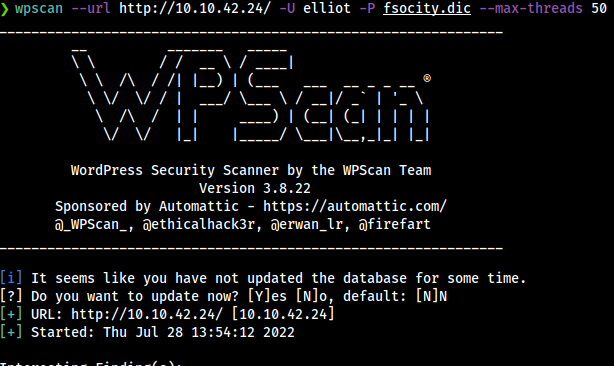 ❯ wpscan --url http://10.10.42.24/ -U elliot -P fsocity.dic --max-threads 50
_______________________________________________________________
         __          _______   _____
         \ \        / /  __ \ / ____|
          \ \  /\  / /| |__) | (___   ___  __ _ _ __ ®
           \ \/  \/ / |  ___/ \___ \ / __|/ _` | '_ \
            \  /\  /  | |     ____) | (__| (_| | | | |
             \/  \/   |_|    |_____/ \___|\__,_|_| |_|
WordPress Security Scanner by the WPScan Team
Version 3.8.22
Sponsored by Automattic - https://automattic.com/
@_WPScan_, @ethicalhack3r, @erwan_lr, @firefart
_______________________________________________________________
[i] It seems like you have not updated the database for some time.
[?] Do you want to update now? [Y]es [N]o, default: [N]N
[+] URL: http://10.10.42.24/ [10.10.42.24]
[+] Started: Thu Jul 28 13:54:12 2022
Interesting Finding(s):